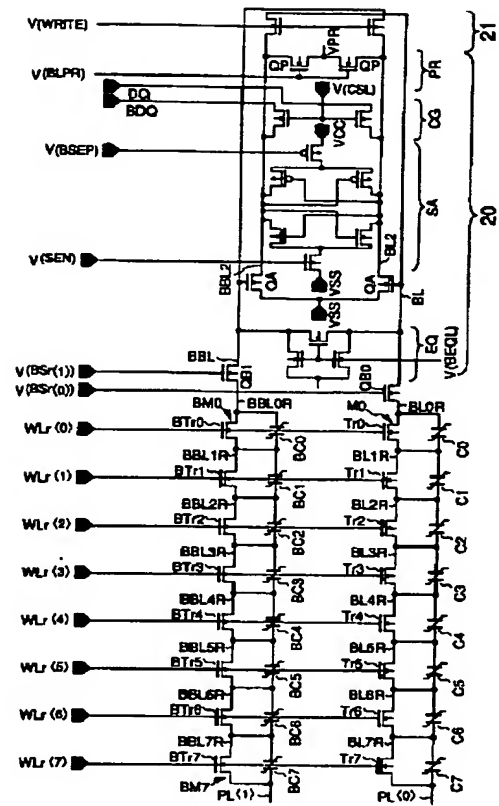 V(WRITE)
V(BLPR)
DQ
BDQ
V(BSEP)
V(SEN)
V(BSr(1))
V(BSr(0))
WLr(0)
WLr(1)
WLr(2)
WLr(3)
WLr(4)
WLr(5)
WLr(6)
WLr(7)
VPR
QP
QP
V(CSL)
VCC
BBL2
QA
VSS
VSS
QA
BL2
BL
BBL
QB1
QB0
V(BEQL)
21
PR
CG
SA
EQ
20
BM0
BBL0R
BTr0
BC0
BBL1R
BTr1
BC1
BBL2R
BTr2
BC2
BBL3R
BTr3
BC3
BBL4R
BTr4
BC4
BBL5R
BTr5
BC5
BBL6R
BTr6
BC6
BBL7R
BTr7
BC7
BM7
PL(1)
M0
BL0R
Tr0
C0
BL1R
Tr1
C1
BL2R
Tr2
C2
BL3R
Tr3
C3
BL4R
Tr4
C4
BL5R
Tr5
C5
BL6R
Tr6
C6
BL7R
Tr7
C7
PL(0)